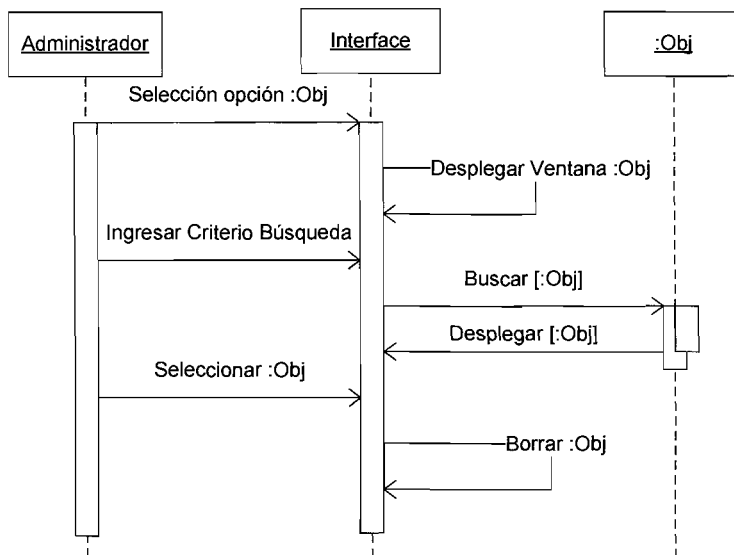 Administrador
Interface
:Obj
Selección opción :Obj
Desplegar Ventana :Obj
Ingresar Criterio Búsqueda
Buscar [:Obj]
Desplegar [:Obj]
Seleccionar :Obj
Borrar :Obj